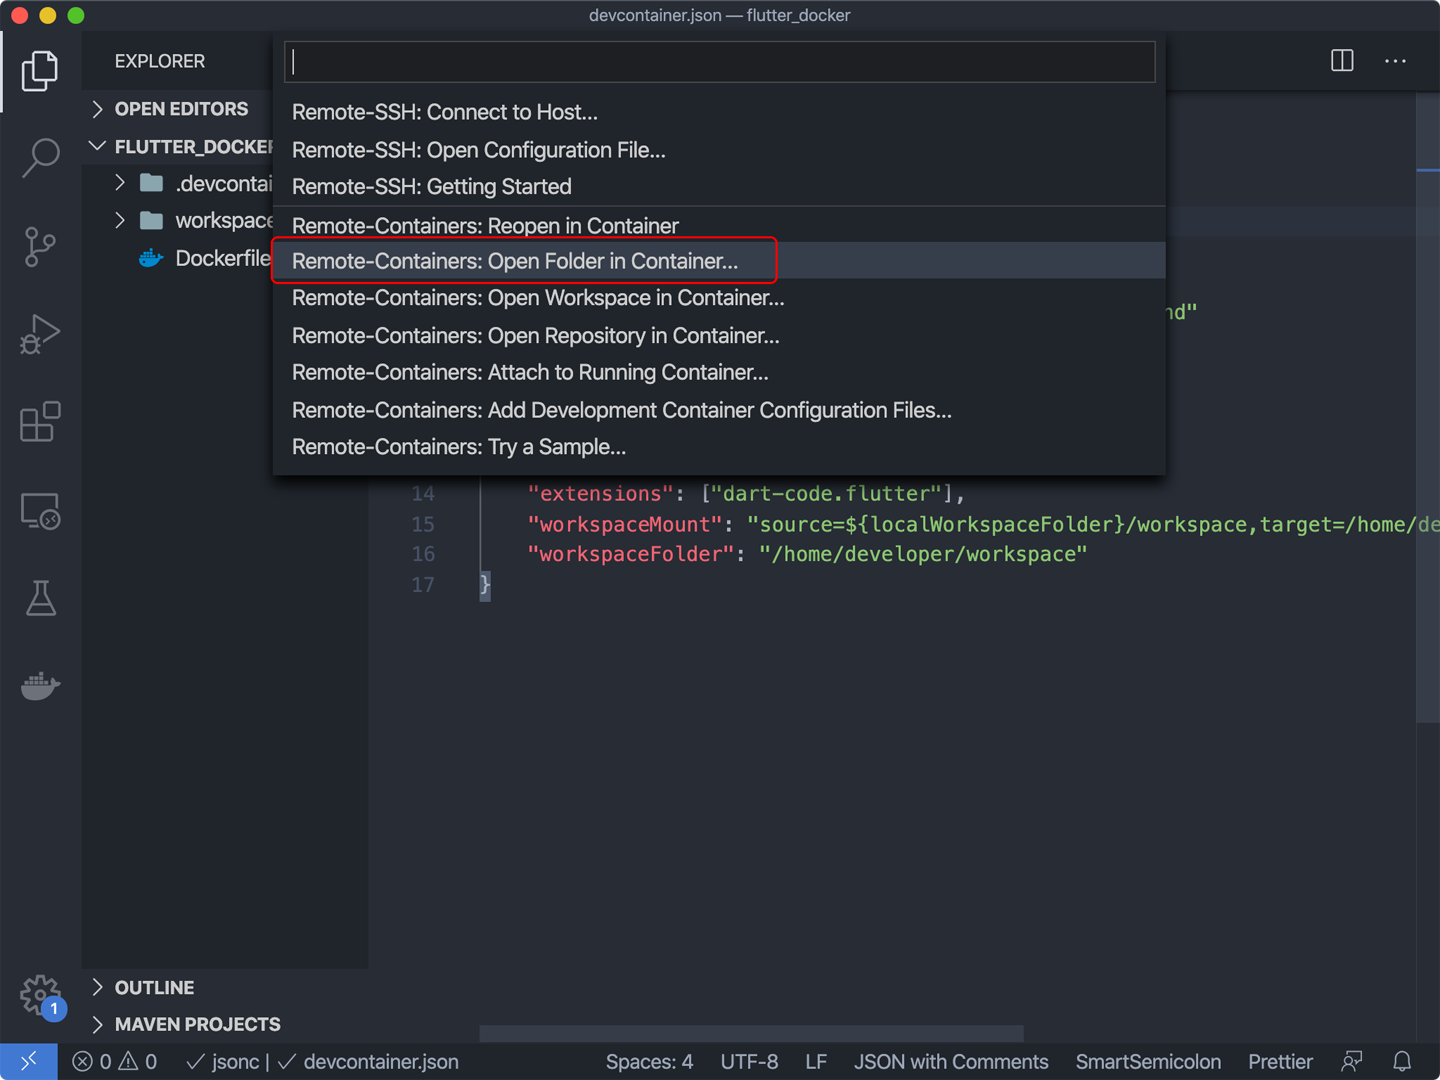 devcontainer.json — flutter_docker
EXPLORER
OPEN EDITORS
FLUTTER_DOCKER
.devcontai
workspace
Dockerfile
Remote-SSH: Connect to Host...
Remote-SSH: Open Configuration File...
Remote-SSH: Getting Started
Remote-Containers: Reopen in Container
Remote-Containers: Open Folder in Container...
Remote-Containers: Open Workspace in Container...
Remote-Containers: Open Repository in Container...
Remote-Containers: Attach to Running Container...
Remote-Containers: Add Development Container Configuration Files...
Remote-Containers: Try a Sample...
nd"
14 "extensions": ["dart-code.flutter"],
15 "workspaceMount": "source=${localWorkspaceFolder}/workspace,target=/home/de
16 "workspaceFolder": "/home/developer/workspace"
17 }
OUTLINE
1
MAVEN PROJECTS
0 0 jsonc | devcontainer.json Spaces: 4 UTF-8 LF JSON with Comments SmartSemicolon Prettier